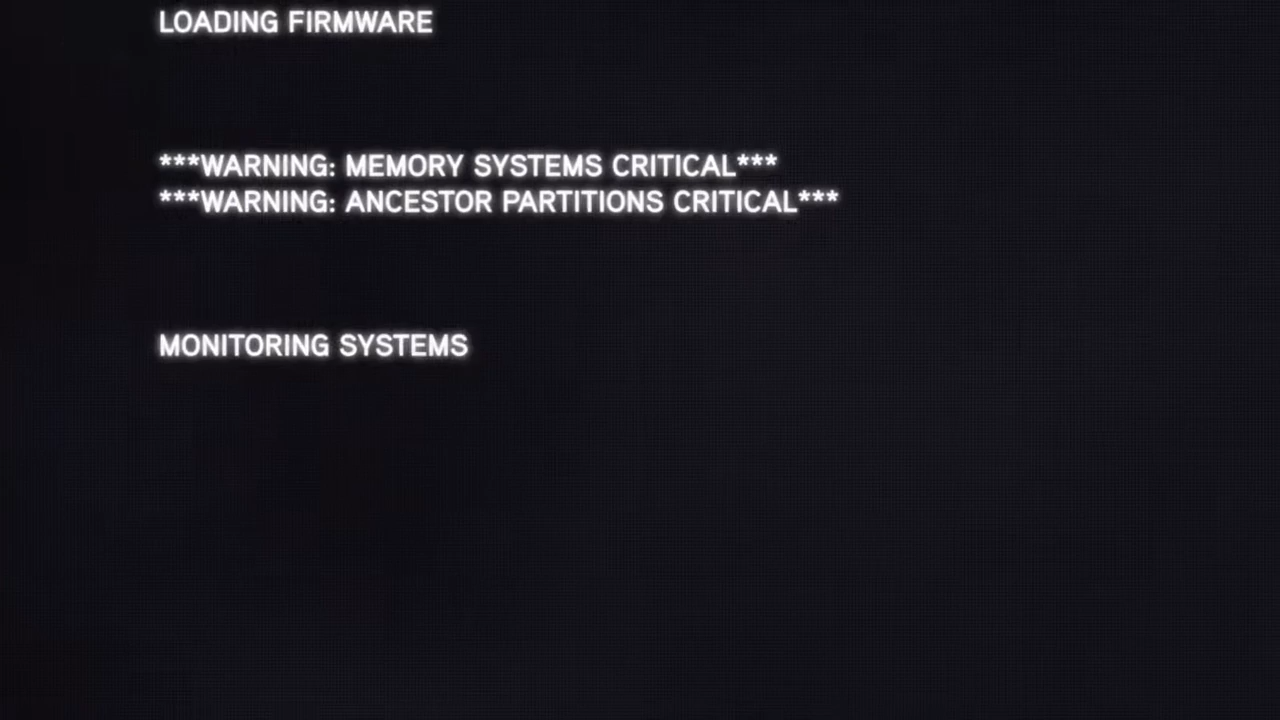 LOADING FIRMWARE
***WARNING: MEMORY SYSTEMS CRITICAL***
***WARNING: ANCESTOR PARTITIONS CRITICAL***
MONITORING SYSTEMS